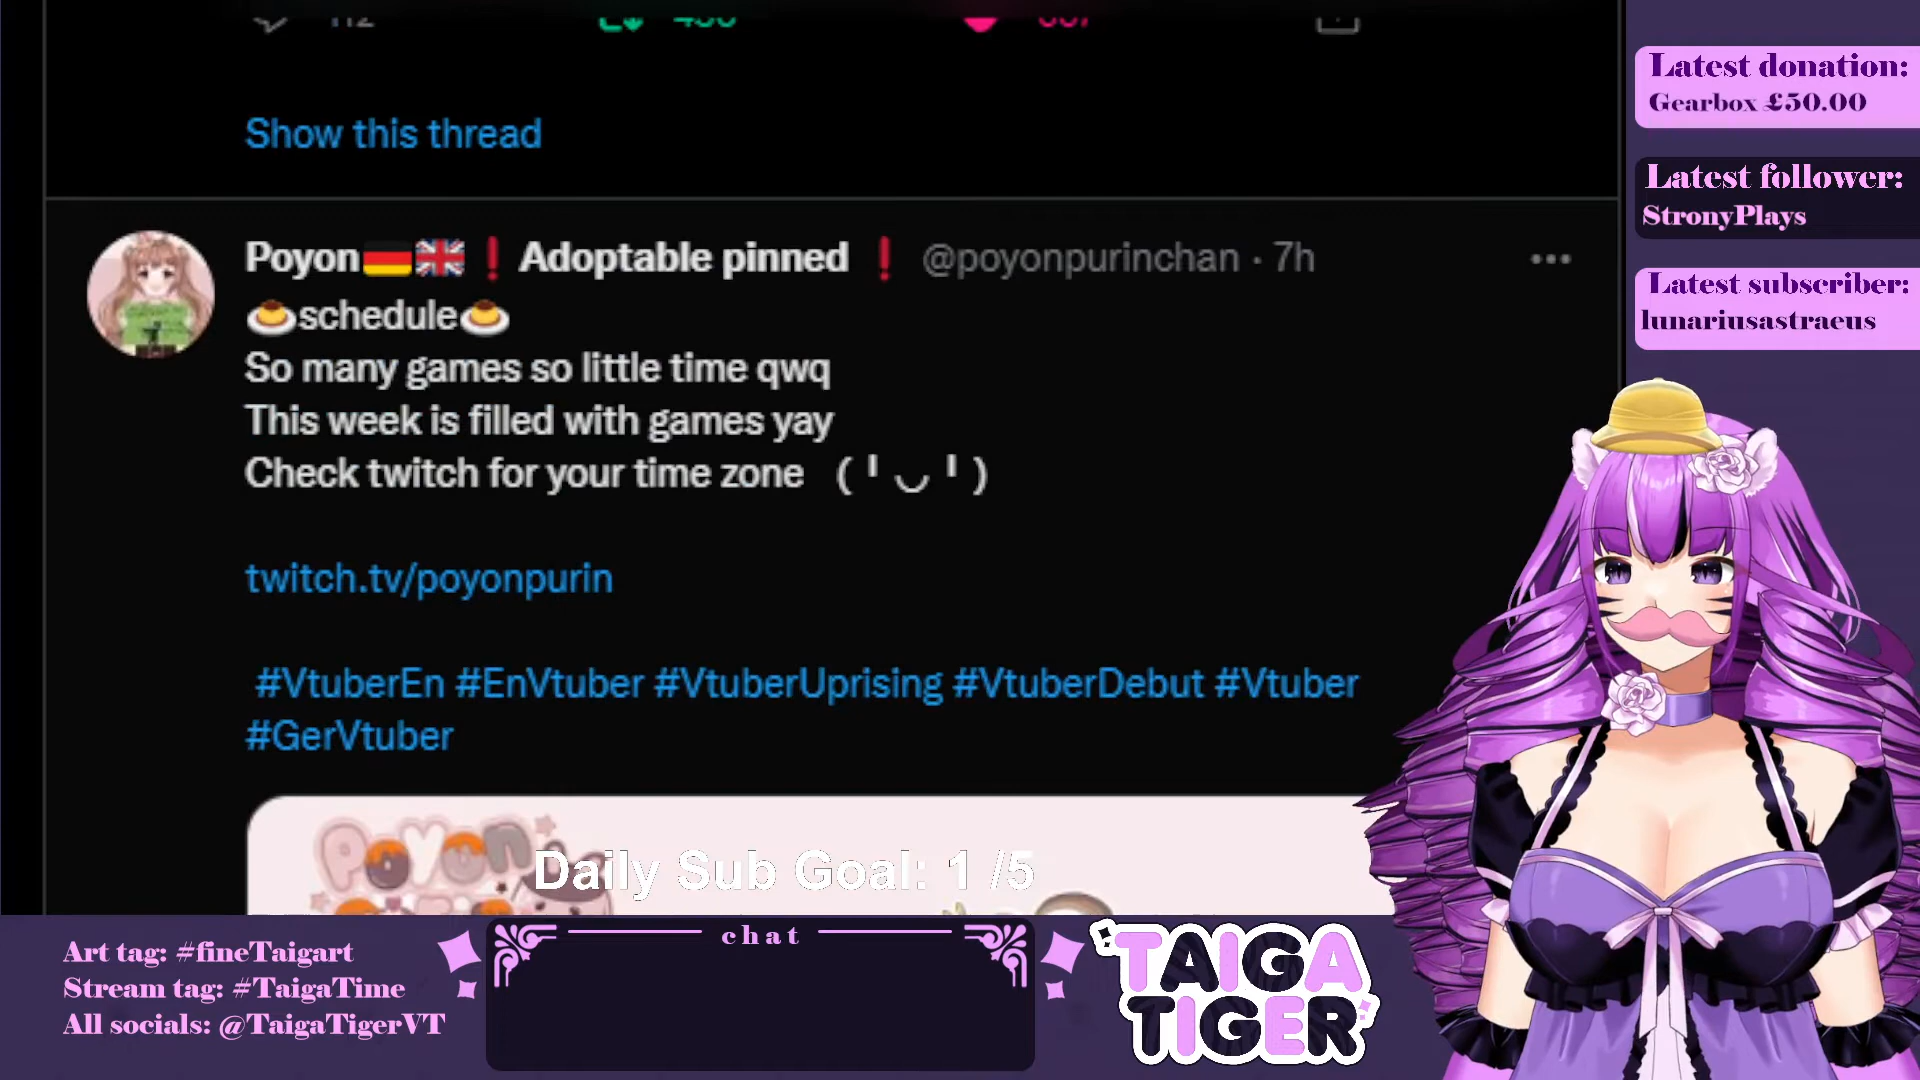 Show this thread
Poyon🇩🇪🇬🇧❗Adoptable pinned❗ @poyonpurinchan · 7h
🍮schedule🍮
So many games so little time qwq
This week is filled with games yay
Check twitch for your time zone （╹◡╹）
twitch.tv/poyonpurin
#VtuberEn #EnVtuber #VtuberUprising #VtuberDebut #Vtuber
#GerVtuber
Poyon
Daily Sub Goal: 1 /5
Latest donation:
Gearbox £50.00
Latest follower:
StronyPlays
Latest subscriber:
lunariusastraeus
Art tag: #fineTaigart
Stream tag: #TaigaTime
All socials: @TaigaTigerVT
chat
TAIGA
TIGER